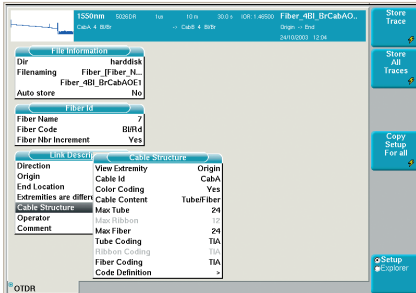 1550nm 5026DR 1us 10 m 30.0 s IOR: 1.46500 Fiber_4BI_BrCabAO..
CabA 4 Bl/Br -> CabB 4 Bl/Br Origin -> End
24/10/2003 12:04
Store
Trace
Store
All
Traces
Copy
Setup
For all
Setup
Explorer
File Information
Dir harddisk
Filenaming Fiber_[Fiber_N...
Fiber_4BI_BrCabAOE1
Auto store No
Fiber Id
Fiber Name 7
Fiber Code Bl/Rd
Fiber Nbr Increment Yes
Link Descri
Direction
Origin
End Location
Extremities are differe
Cable Structure
Operator
Comment
Cable Structure
View Extremity Origin
Cable Id CabA
Color Coding Yes
Cable Content Tube/Fiber
Max Tube 24
Max Ribbon 12
Max Fiber 24
Tube Coding TIA
Ribbon Coding TIA
Fiber Coding TIA
Code Definition >
OTDR